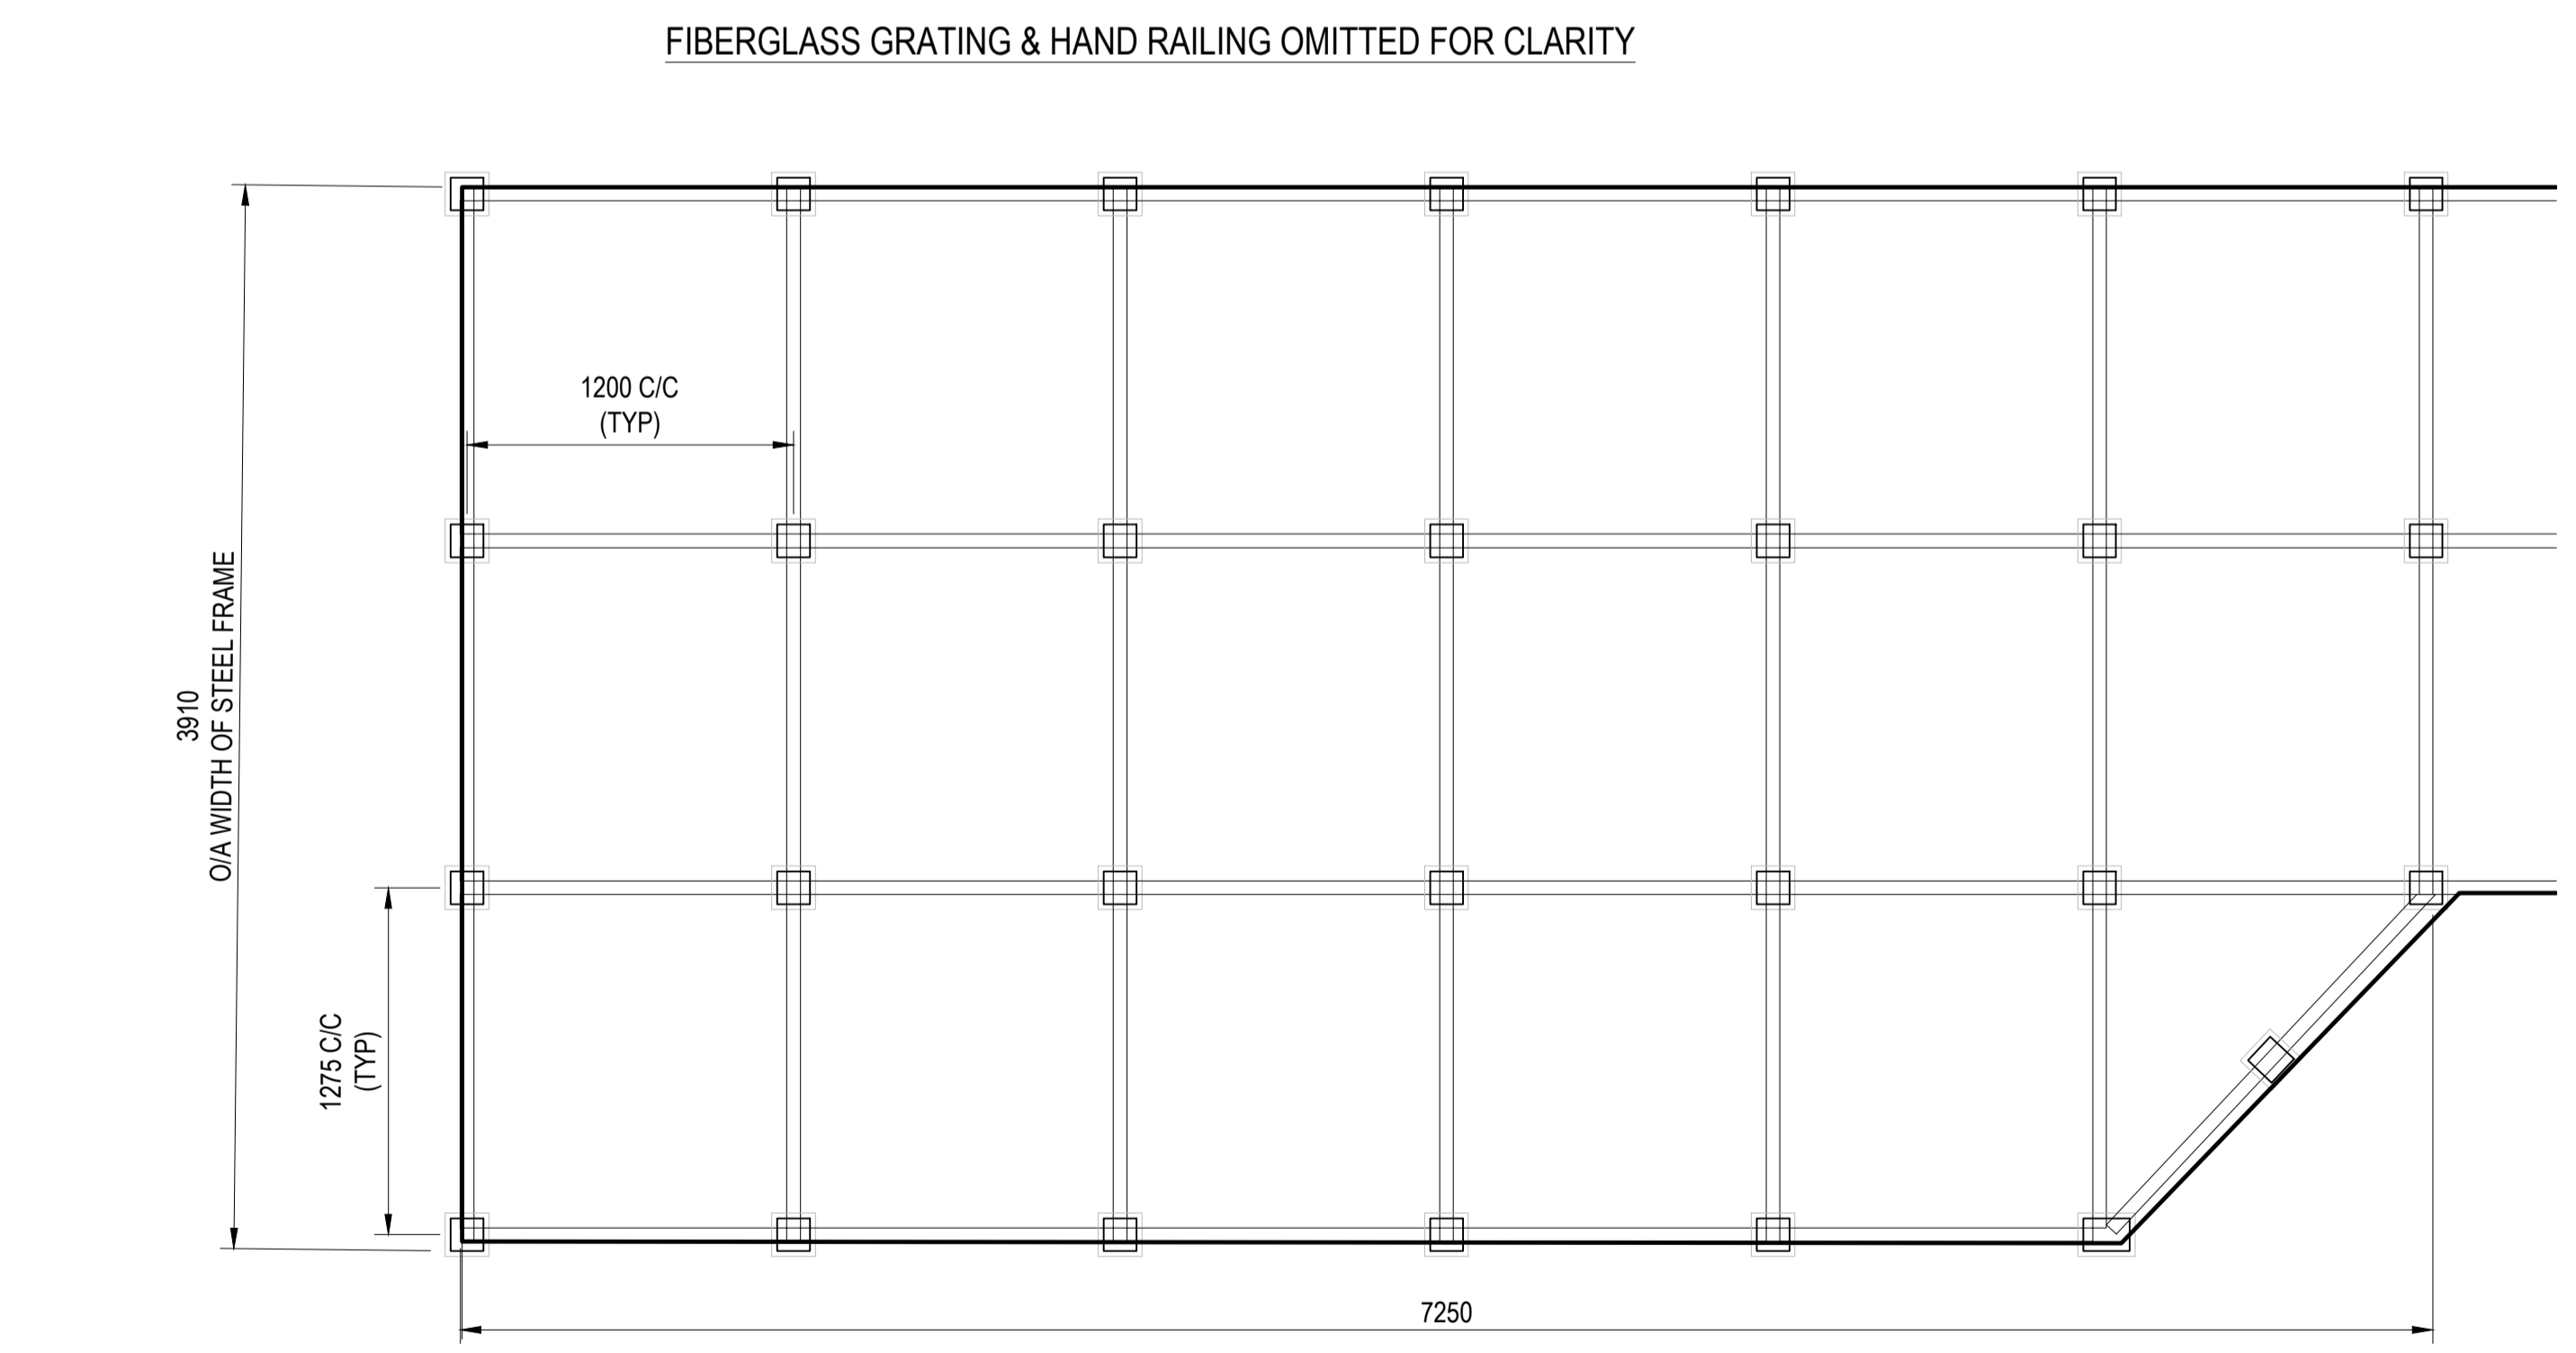 FIBERGLASS GRATING & HAND RAILING OMITTED FOR CLARITY
1200 C/C
(TYP)
3910
O/A WIDTH OF STEEL FRAME
1275 C/C
(TYP)
7250